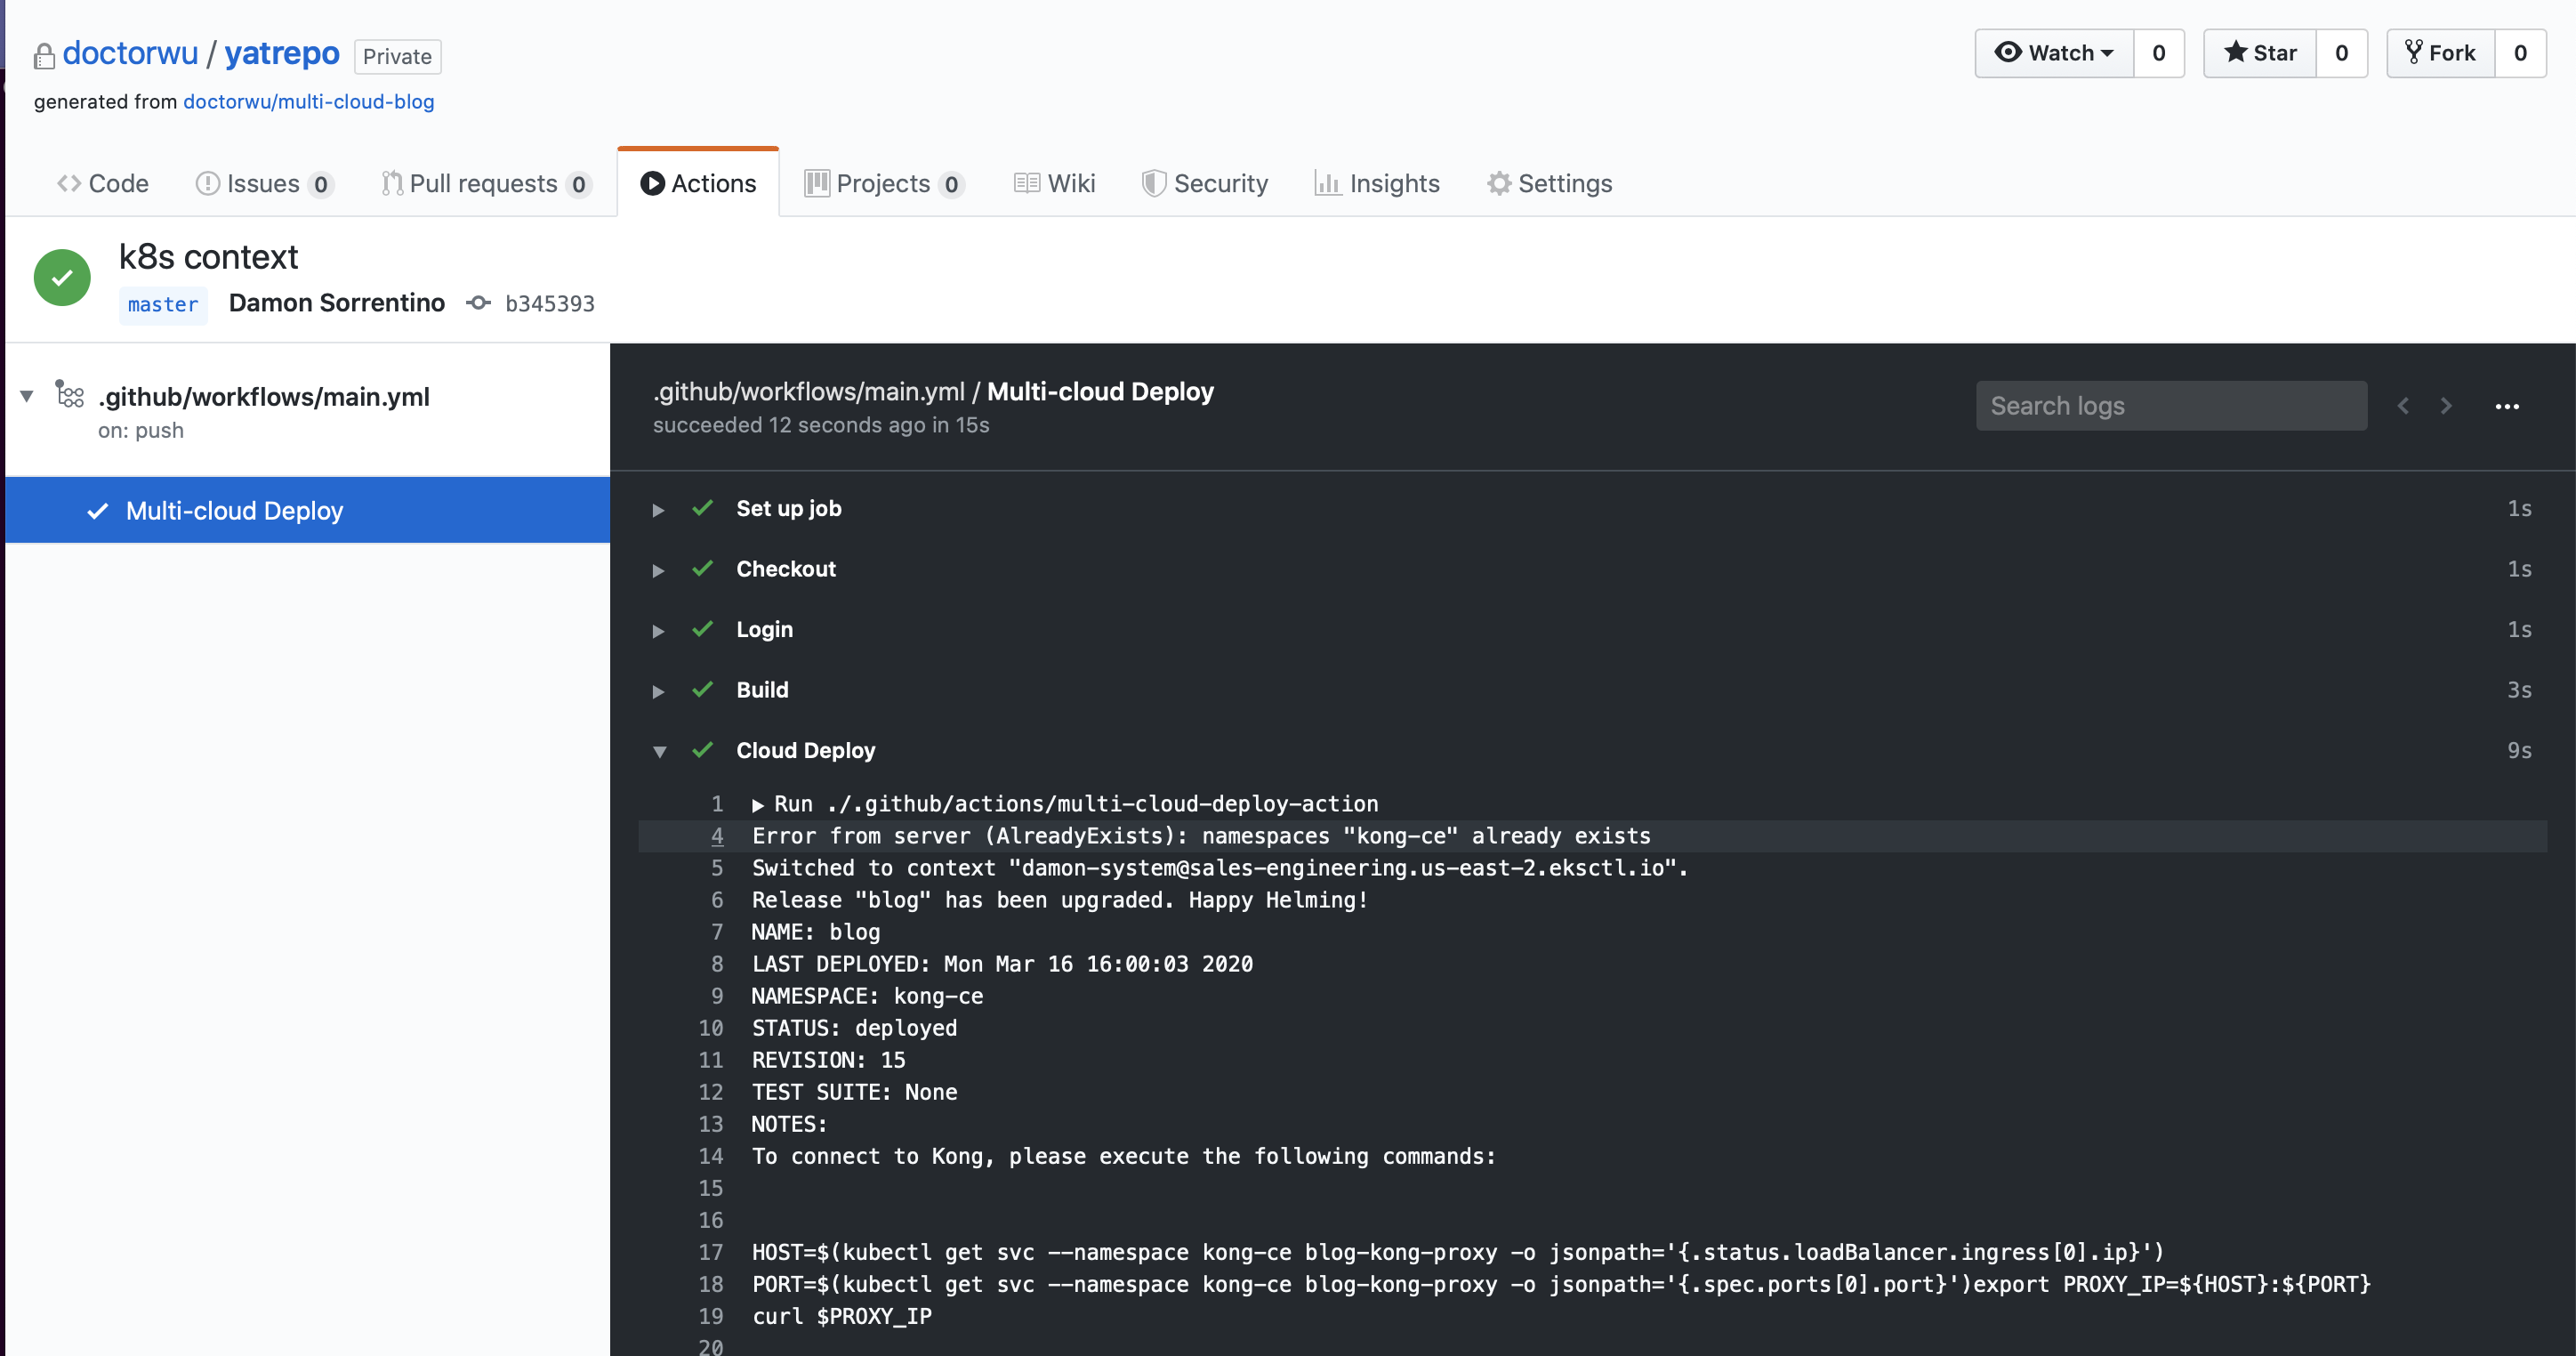 doctorwu / yatrepo Private
Watch 0 Star 0 Fork 0
generated from doctorwu/multi-cloud-blog
Code Issues 0 Pull requests 0 Actions Projects 0 Wiki Security Insights Settings
k8s context
master Damon Sorrentino b345393
.github/workflows/main.yml
on: push
Multi-cloud Deploy
.github/workflows/main.yml / Multi-cloud Deploy
succeeded 12 seconds ago in 15s
Search logs
Set up job 1s
Checkout 1s
Login 1s
Build 3s
Cloud Deploy 9s
1 Run ./.github/actions/multi-cloud-deploy-action
4 Error from server (AlreadyExists): namespaces "kong-ce" already exists
5 Switched to context "damon-system@sales-engineering.us-east-2.eksctl.io".
6 Release "blog" has been upgraded. Happy Helming!
7 NAME: blog
8 LAST DEPLOYED: Mon Mar 16 16:00:03 2020
9 NAMESPACE: kong-ce
10 STATUS: deployed
11 REVISION: 15
12 TEST SUITE: None
13 NOTES:
14 To connect to Kong, please execute the following commands:
15
16
17 HOST=$(kubectl get svc --namespace kong-ce blog-kong-proxy -o jsonpath='{.status.loadBalancer.ingress[0].ip}')
18 PORT=$(kubectl get svc --namespace kong-ce blog-kong-proxy -o jsonpath='{.spec.ports[0].port}')export PROXY_IP=${HOST}:${PORT}
19 curl $PROXY_IP
20